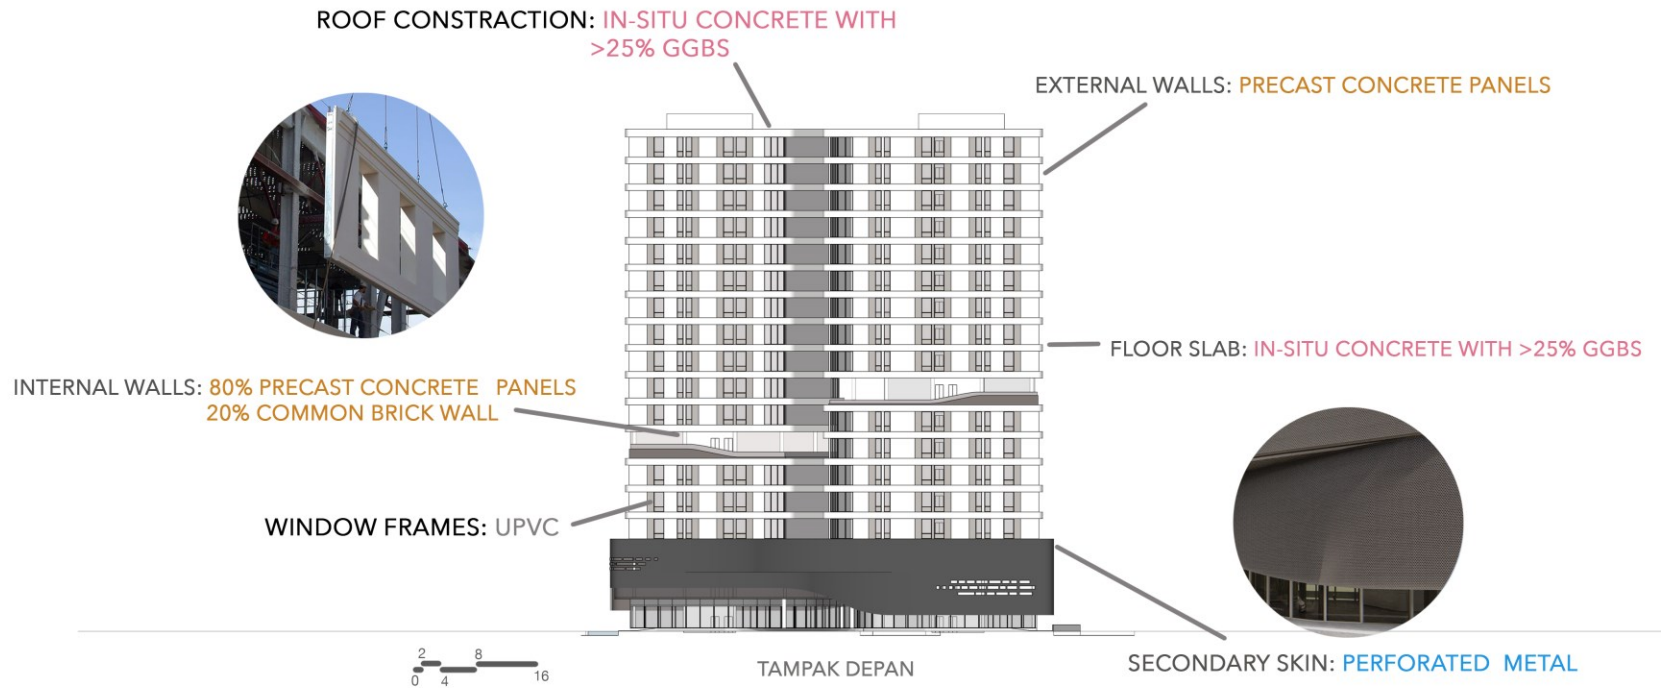 ROOF CONSTRACTION: IN-SITU CONCRETE WITH
>25% GGBS
EXTERNAL WALLS: PRECAST CONCRETE PANELS
FLOOR SLAB: IN-SITU CONCRETE WITH >25% GGBS
INTERNAL WALLS: 80% PRECAST CONCRETE PANELS
20% COMMON BRICK WALL
WINDOW FRAMES: UPVC
SECONDARY SKIN: PERFORATED METAL
TAMPAK DEPAN
2 8
0 4 16